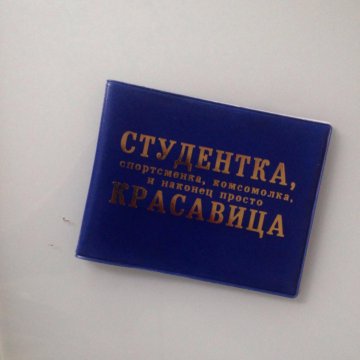 СТУДЕНТКА,
спортсменка, комсомолка,
и наконец просто
КРАСАВИЦА